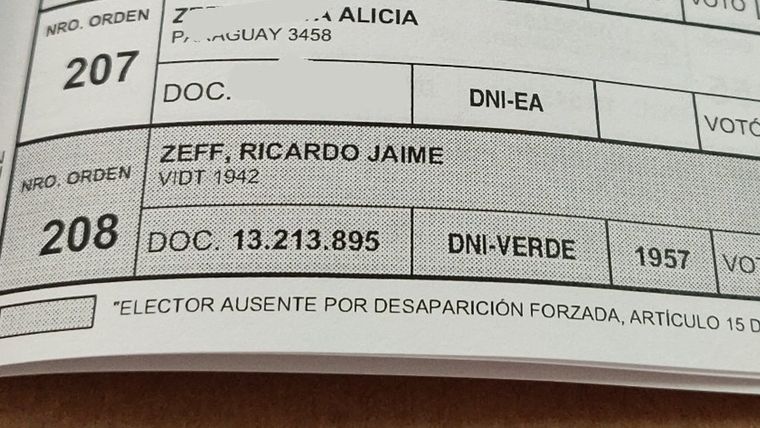 NRO. ORDEN
207
ALICIA
3458
DOC.
DNI-EA
VOTÓ
NRO. ORDEN
208
ZEFF, RICARDO JAIME
VIDT 1942
DOC. 13.213.895
DNI-VERDE
1957
"ELECTOR AUSENTE POR DESAPARICIÓN FORZADA, ARTÍCULO 15